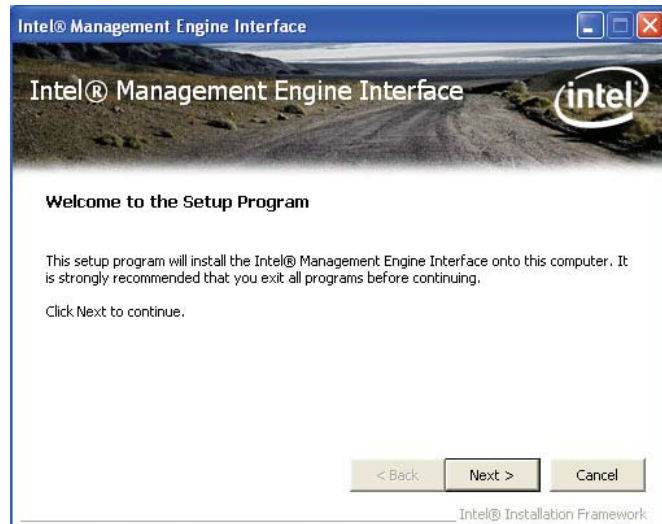 Intel® Management Engine Interface
Intel® Management Engine Interface
intel
Welcome to the Setup Program
This setup program will install the Intel® Management Engine Interface onto this computer. It
is strongly recommended that you exit all programs before continuing.
Click Next to continue.
< Back Next > Cancel
Intel® Installation Framework